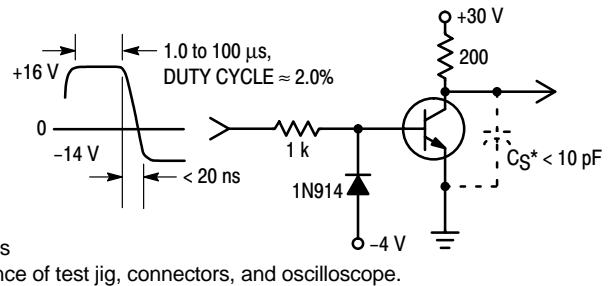 +30 V
200
1.0 to 100 μs,
DUTY CYCLE ≈ 2.0%
+16 V
0
−14 V
< 20 ns
1 k
1N914
CS* < 10 pF
−4 V
nce of test jig, connectors, and oscilloscope.